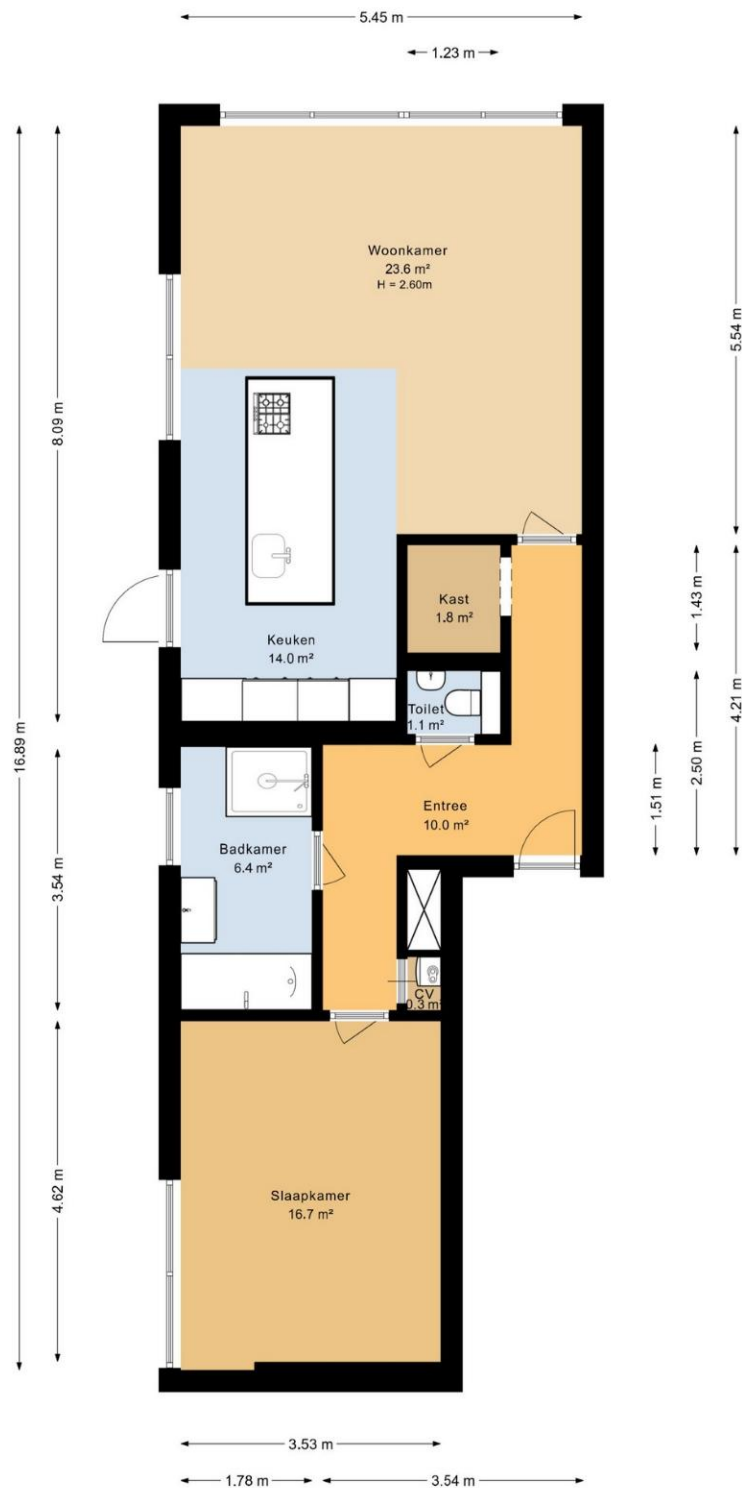 5.45 m
1.23 m
Woonkamer
23.6 m²
H = 2.60m
5.54 m
8.09 m
16.89 m
Kast
1.8 m²
1.43 m
4.21 m
Keuken
14.0 m²
Toilet
1.1 m²
2.50 m
1.51 m
Entree
10.0 m²
Badkamer
6.4 m²
3.54 m
CV
0.3 m²
Slaapkamer
16.7 m²
4.62 m
3.53 m
1.78 m
3.54 m